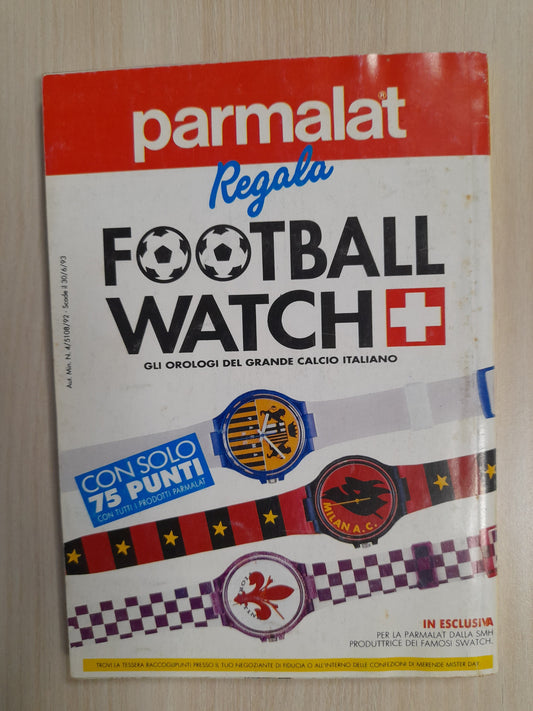 parmalat®
Regala
FOOTBALL
WATCH
GLI OROLOGI DEL GRANDE CALCIO ITALIANO
Aut. Min. N. 4/5108/92 - Scade il 30/6/93
CON SOLO
75 PUNTI
CON TUTTI I PRODOTTI PARMALAT
MILAN A.C.
IN ESCLUSIVA
PER LA PARMALAT DALLA SMH
PRODUTTRICE DEI FAMOSI SWATCH.
TROVI LA TESSERA RACCOGLIPUNTI PRESSO IL TUO NEGOZIANTE DI FIDUCIA O ALL'INTERNO DELLE CONFEZIONI DI MERENDE MISTER DAY.